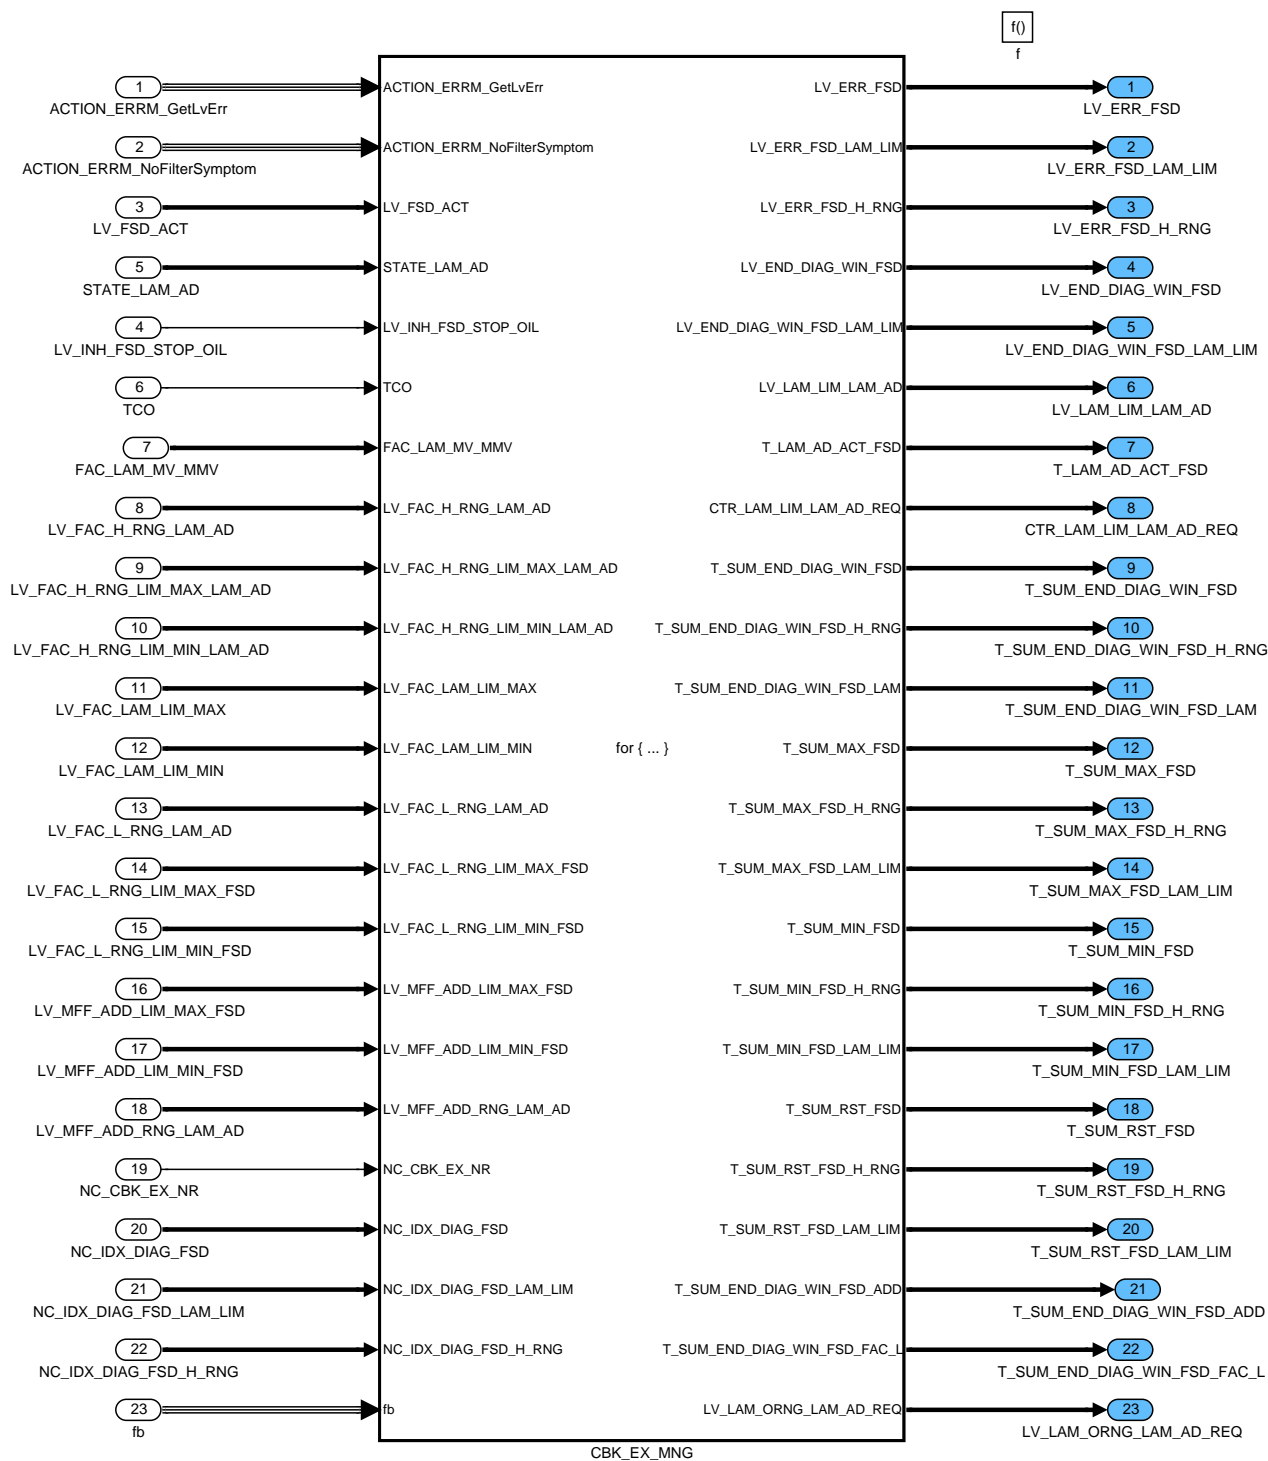 f()
f
1
ACTION_ERRM_GetLvErr
ACTION_ERRM_GetLvErr
LV_ERR_FSD
1
LV_ERR_FSD
2
ACTION_ERRM_NoFilterSymptom
ACTION_ERRM_NoFilterSymptom
LV_ERR_FSD_LAM_LIM
2
LV_ERR_FSD_LAM_LIM
3
LV_FSD_ACT
LV_FSD_ACT
LV_ERR_FSD_H_RNG
3
LV_ERR_FSD_H_RNG
5
STATE_LAM_AD
STATE_LAM_AD
LV_END_DIAG_WIN_FSD
4
LV_END_DIAG_WIN_FSD
4
LV_INH_FSD_STOP_OIL
LV_INH_FSD_STOP_OIL
LV_END_DIAG_WIN_FSD_LAM_LIM
5
LV_END_DIAG_WIN_FSD_LAM_LIM
6
TCO
TCO
LV_LAM_LIM_LAM_AD
6
LV_LAM_LIM_LAM_AD
7
FAC_LAM_MV_MMV
FAC_LAM_MV_MMV
T_LAM_AD_ACT_FSD
7
T_LAM_AD_ACT_FSD
8
LV_FAC_H_RNG_LAM_AD
LV_FAC_H_RNG_LAM_AD
CTR_LAM_LIM_LAM_AD_REQ
8
CTR_LAM_LIM_LAM_AD_REQ
9
LV_FAC_H_RNG_LIM_MAX_LAM_AD
LV_FAC_H_RNG_LIM_MAX_LAM_AD
T_SUM_END_DIAG_WIN_FSD
9
T_SUM_END_DIAG_WIN_FSD
10
LV_FAC_H_RNG_LIM_MIN_LAM_AD
LV_FAC_H_RNG_LIM_MIN_LAM_AD
T_SUM_END_DIAG_WIN_FSD_H_RNG
10
T_SUM_END_DIAG_WIN_FSD_H_RNG
11
LV_FAC_LAM_LIM_MAX
LV_FAC_LAM_LIM_MAX
T_SUM_END_DIAG_WIN_FSD_LAM
11
T_SUM_END_DIAG_WIN_FSD_LAM
12
LV_FAC_LAM_LIM_MIN
LV_FAC_LAM_LIM_MIN
for { ... }
T_SUM_MAX_FSD
12
T_SUM_MAX_FSD
13
LV_FAC_L_RNG_LAM_AD
LV_FAC_L_RNG_LAM_AD
T_SUM_MAX_FSD_H_RNG
13
T_SUM_MAX_FSD_H_RNG
14
LV_FAC_L_RNG_LIM_MAX_FSD
LV_FAC_L_RNG_LIM_MAX_FSD
T_SUM_MAX_FSD_LAM_LIM
14
T_SUM_MAX_FSD_LAM_LIM
15
LV_FAC_L_RNG_LIM_MIN_FSD
LV_FAC_L_RNG_LIM_MIN_FSD
T_SUM_MIN_FSD
15
T_SUM_MIN_FSD
16
LV_MFF_ADD_LIM_MAX_FSD
LV_MFF_ADD_LIM_MAX_FSD
T_SUM_MIN_FSD_H_RNG
16
T_SUM_MIN_FSD_H_RNG
17
LV_MFF_ADD_LIM_MIN_FSD
LV_MFF_ADD_LIM_MIN_FSD
T_SUM_MIN_FSD_LAM_LIM
17
T_SUM_MIN_FSD_LAM_LIM
18
LV_MFF_ADD_RNG_LAM_AD
LV_MFF_ADD_RNG_LAM_AD
T_SUM_RST_FSD
18
T_SUM_RST_FSD
19
NC_CBK_EX_NR
NC_CBK_EX_NR
T_SUM_RST_FSD_H_RNG
19
T_SUM_RST_FSD_H_RNG
20
NC_IDX_DIAG_FSD
NC_IDX_DIAG_FSD
T_SUM_RST_FSD_LAM_LIM
20
T_SUM_RST_FSD_LAM_LIM
21
NC_IDX_DIAG_FSD_LAM_LIM
NC_IDX_DIAG_FSD_LAM_LIM
T_SUM_END_DIAG_WIN_FSD_ADD
21
T_SUM_END_DIAG_WIN_FSD_ADD
22
NC_IDX_DIAG_FSD_H_RNG
NC_IDX_DIAG_FSD_H_RNG
T_SUM_END_DIAG_WIN_FSD_FAC_L
22
T_SUM_END_DIAG_WIN_FSD_FAC_L
23
fb
fb
LV_LAM_ORNG_LAM_AD_REQ
23
LV_LAM_ORNG_LAM_AD_REQ
CBK_EX_MNG